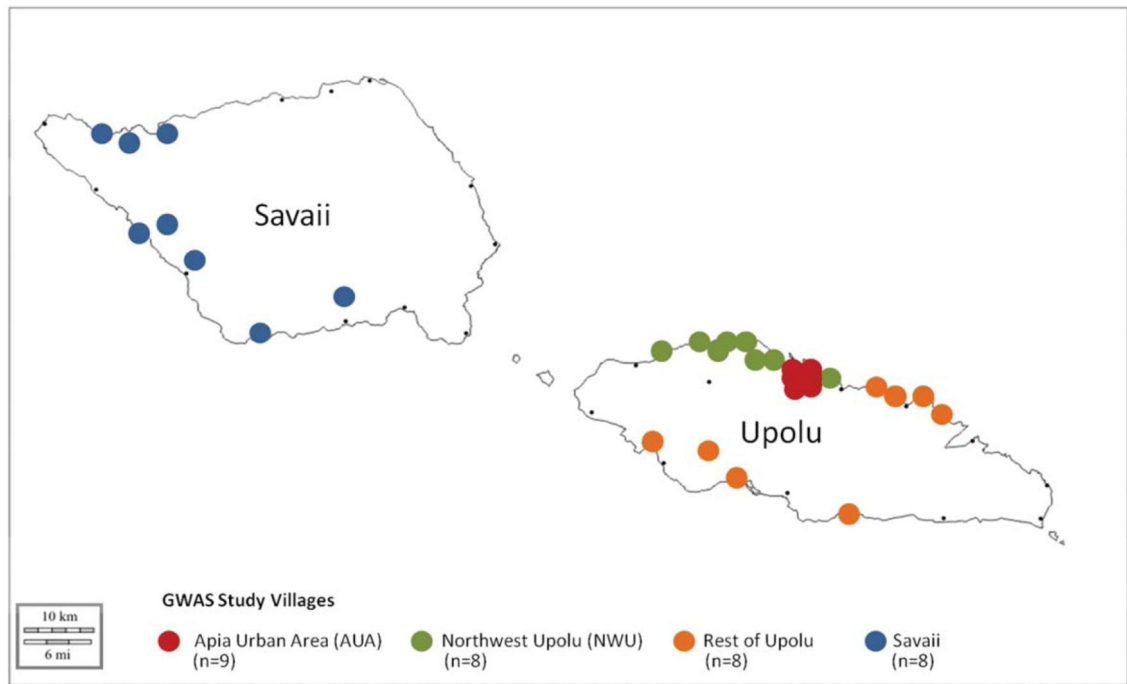 Savaii
Upolu
10 km
6 mi
GWAS Study Villages
Apia Urban Area (AUA)
(n=9)
Northwest Upolu (NWU)
(n=8)
Rest of Upolu
(n=8)
Savaii
(n=8)